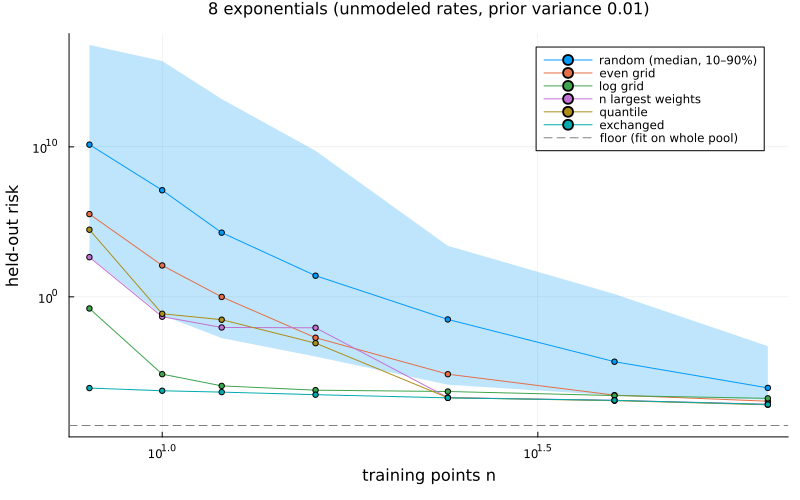 8 exponentials (unmodeled rates, prior variance 0.01)
held-out risk
10^10
10^0
random (median, 10–90%)
even grid
log grid
n largest weights
quantile
exchanged
floor (fit on whole pool)
10^1.0
10^1.5
training points n